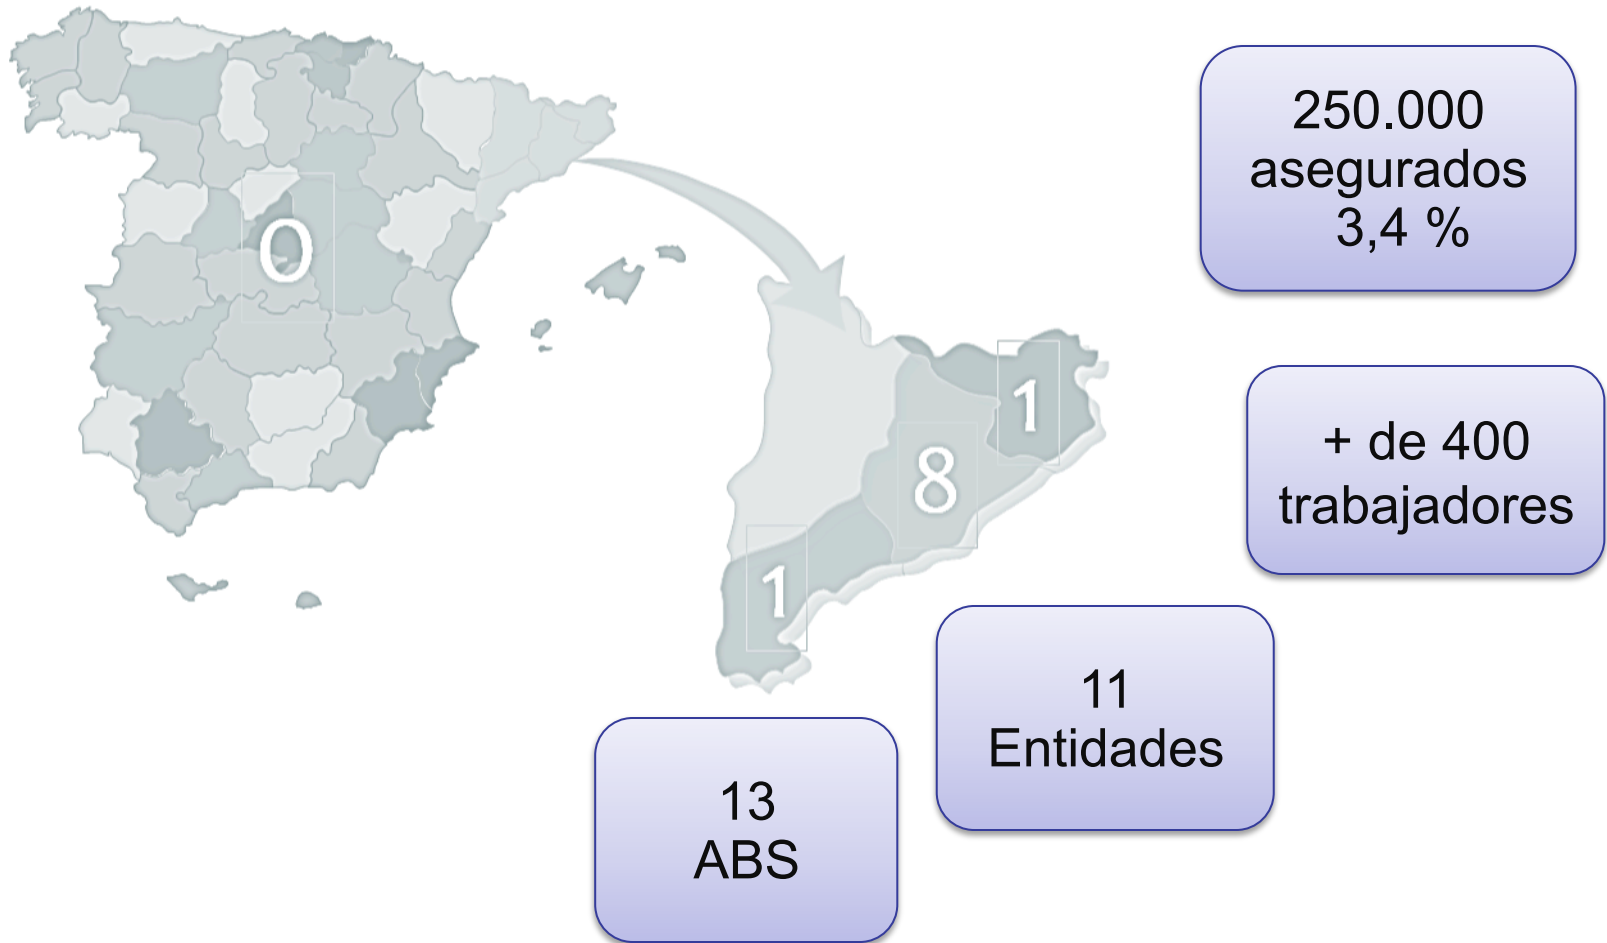 250.000
asegurados
3,4 %
0
1
8
1
+ de 400
trabajadores
11
Entidades
13
ABS